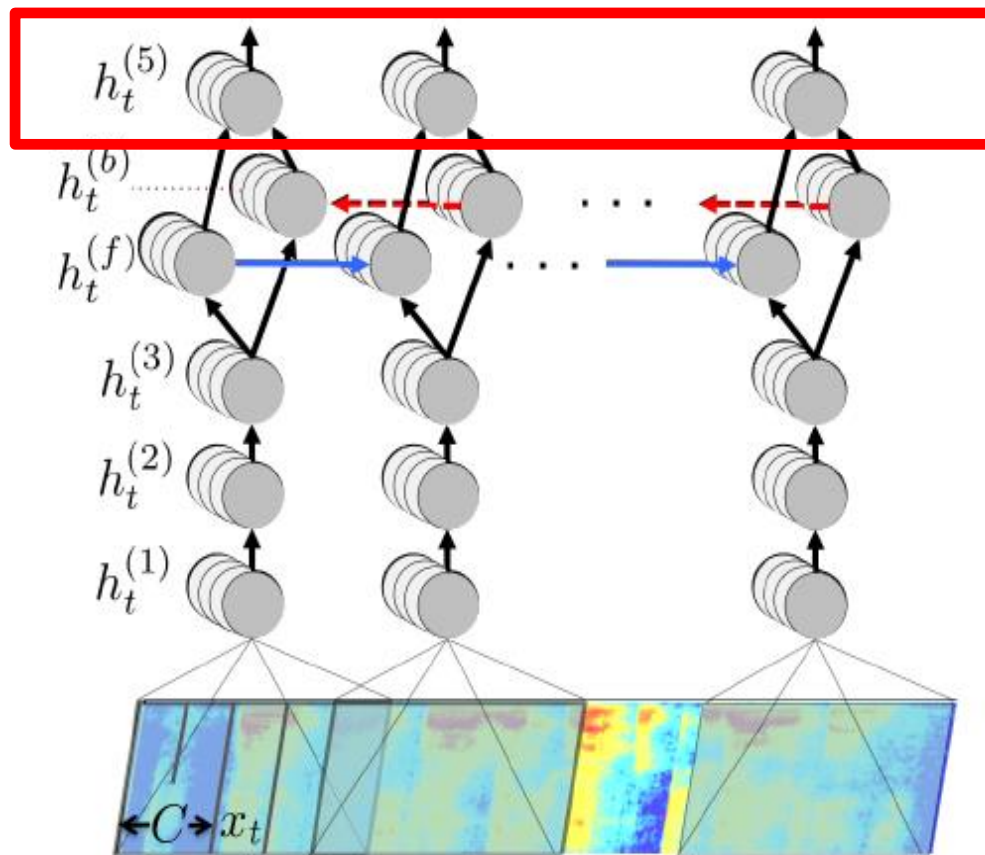 h_t^{(5)}
h_t^{(b)}
. . .
h_t^{(f)}
. . .
h_t^{(3)}
h_t^{(2)}
h_t^{(1)}
C x_t